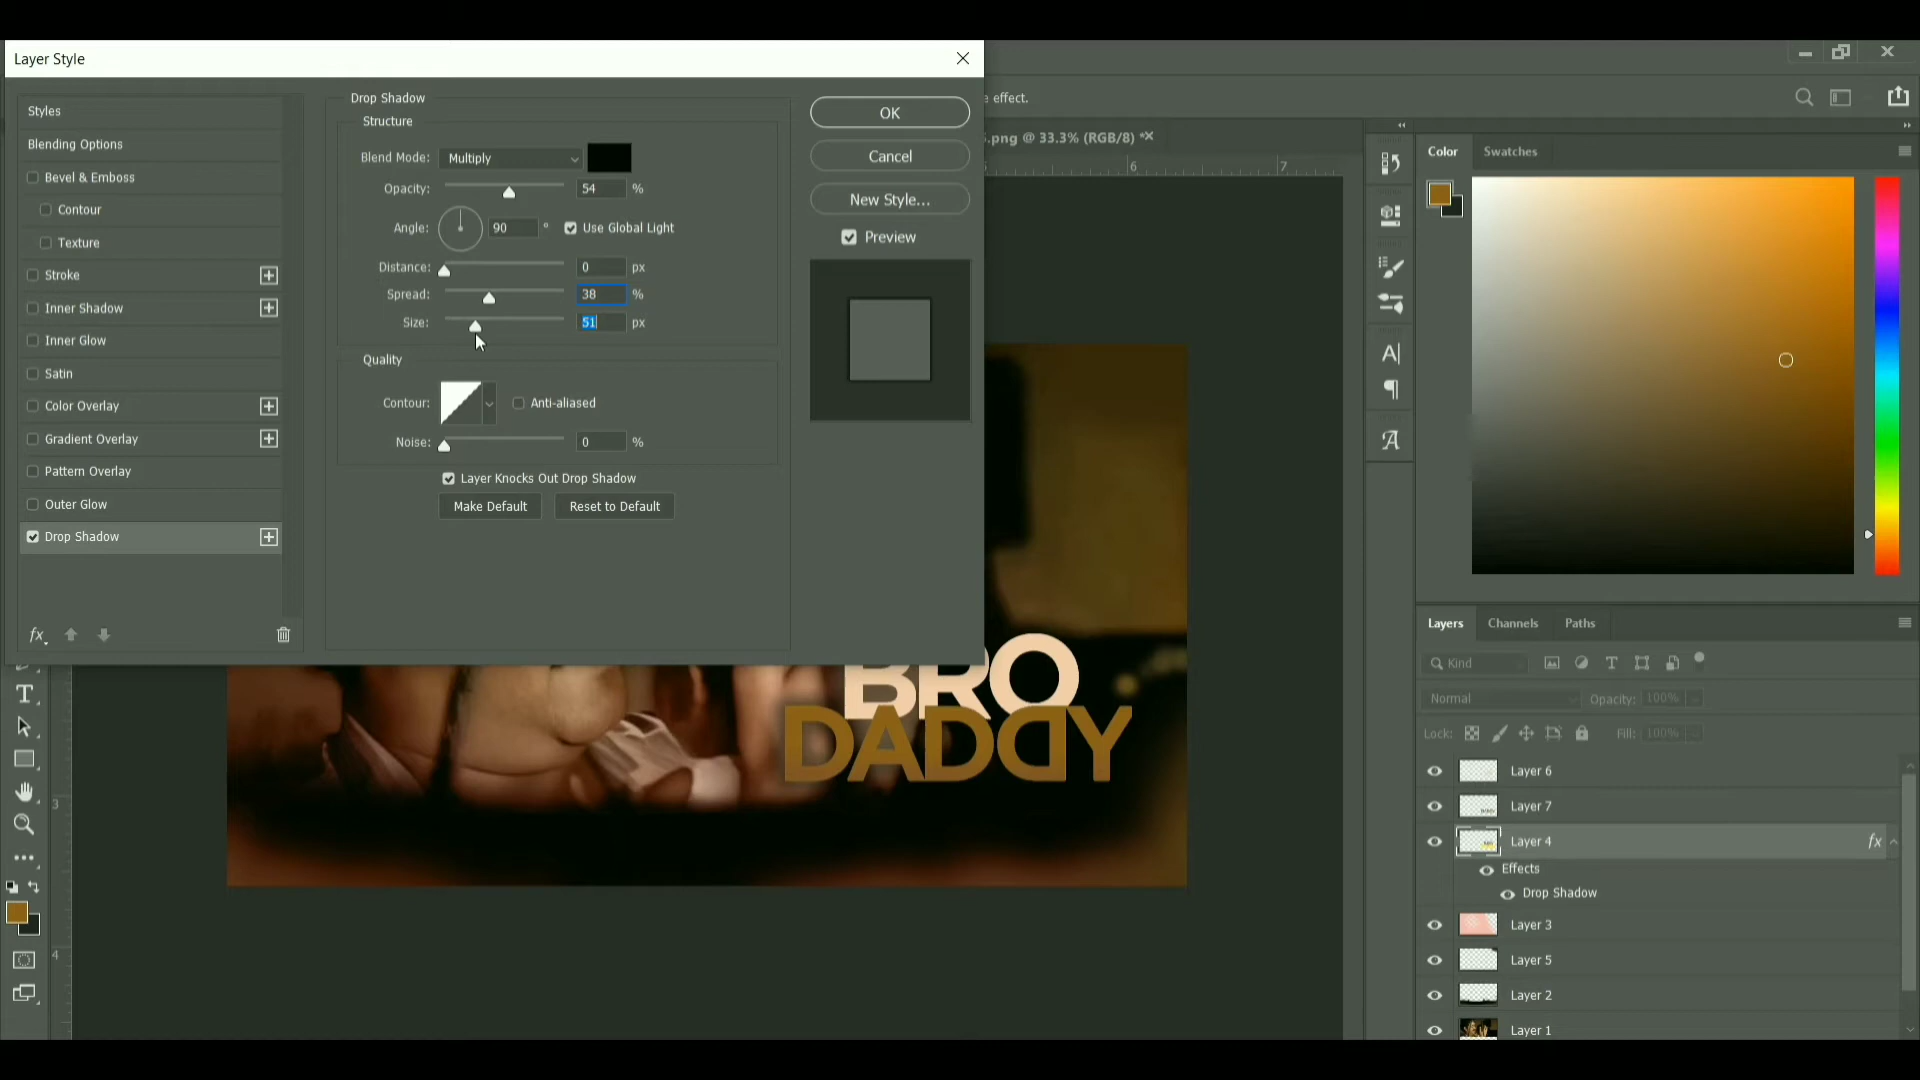 Layer Style
e effect.
Styles
Blending Options
Bevel & Emboss
Contour
Texture
Stroke
Inner Shadow
Inner Glow
Satin
Color Overlay
Gradient Overlay
Pattern Overlay
Outer Glow
Drop Shadow
fx
Drop Shadow
Structure
Blend Mode: Multiply
Opacity: 54 %
Angle: 90 ° Use Global Light
Distance: 0 px
Spread: 38 %
Size: 51 px
Quality
Contour: Anti-aliased
Noise: 0 %
Layer Knocks Out Drop Shadow
Make Default Reset to Default
OK
Cancel
New Style...
Preview
.png @ 33.3% (RGB/8) *
6 7
3
4
BRO
DADDY
Color Swatches
Layers Channels Paths
Kind
Normal Opacity: 100%
Lock: Fill: 100%
Layer 6
Layer 7
Layer 4 fx
Effects
Drop Shadow
Layer 3
Layer 5
Layer 2
Layer 1